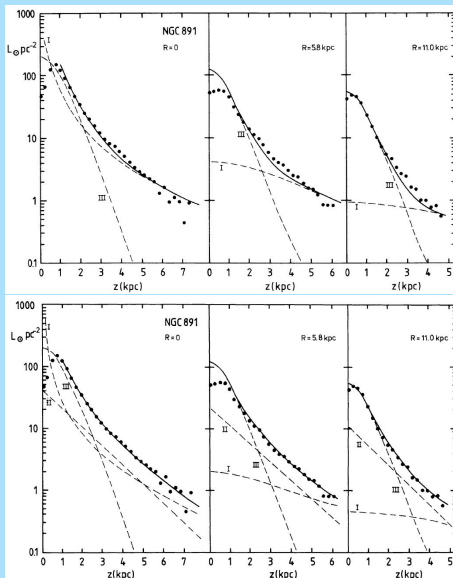 1000
I
NGC 891
R = 0
R = 5.8 kpc
R = 11.0 kpc
L⊙ pc⁻²
100
10
III
I
III
I
III
I
1
0.1
0 1 2 3 4 5 6 7
0 1 2 3 4 5 6
0 1 2 3 4 5
z(kpc)
z(kpc)
z(kpc)
1000
I
NGC 891
R = 0
R = 5.8 kpc
R = 11.0 kpc
L⊙ pc⁻²
100
III
II
10
II
III
I
II
III
I
1
0.1
0 1 2 3 4 5 6 7
0 1 2 3 4 5 6
0 1 2 3 4 5
z(kpc)
z(kpc)
z(kpc)